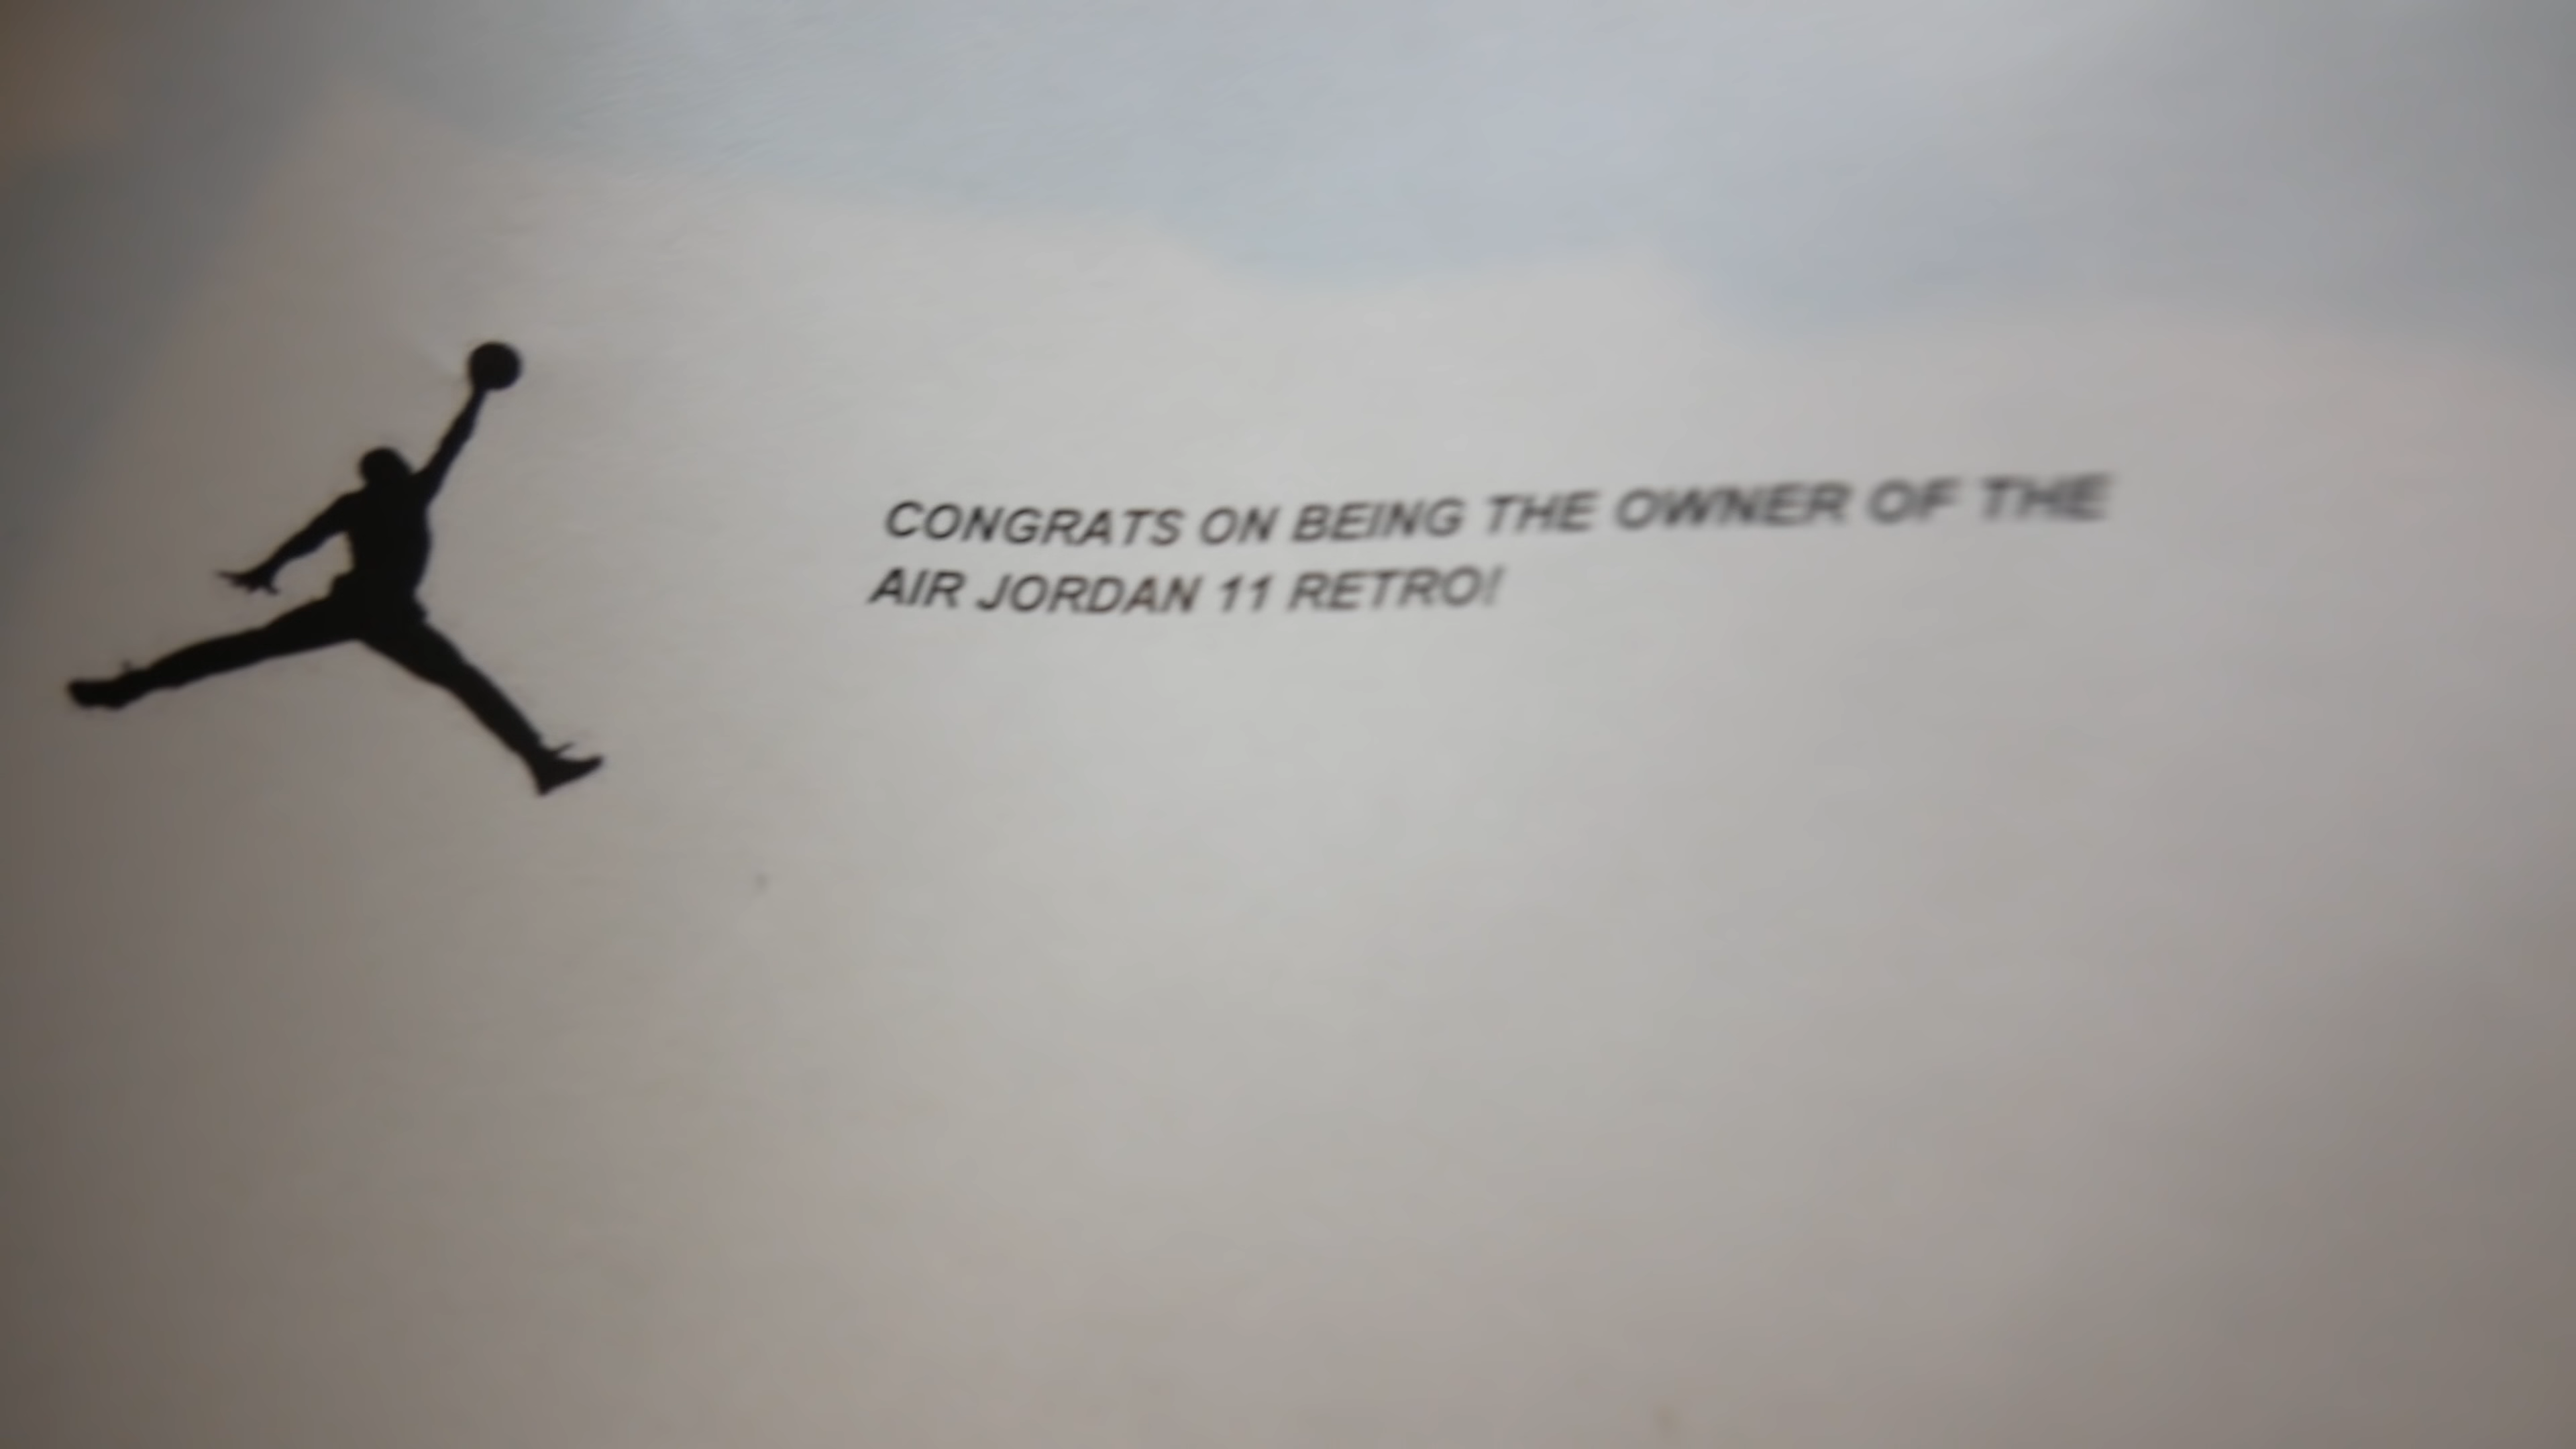 CONGRATS ON BEING THE OWNER OF THE
AIR JORDAN 11 RETRO!